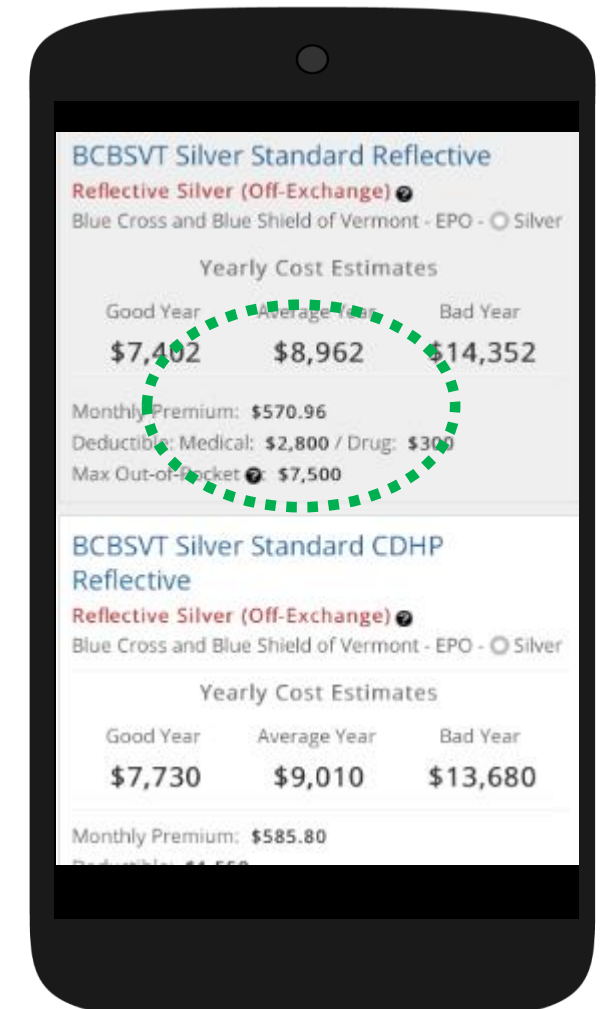 BCBSVT Silver Standard Reflective
Reflective Silver (Off-Exchange) ?
Blue Cross and Blue Shield of Vermont - EPO - Silver
Yearly Cost Estimates
Good Year Average Year Bad Year
$7,402 $8,962 $14,352
Monthly Premium: $570.96
Deductible: Medical: $2,800 / Drug: $300
Max Out-of-Pocket ?: $7,500
BCBSVT Silver Standard CDHP
Reflective
Reflective Silver (Off-Exchange) ?
Blue Cross and Blue Shield of Vermont - EPO - Silver
Yearly Cost Estimates
Good Year Average Year Bad Year
$7,730 $9,010 $13,680
Monthly Premium: $585.80